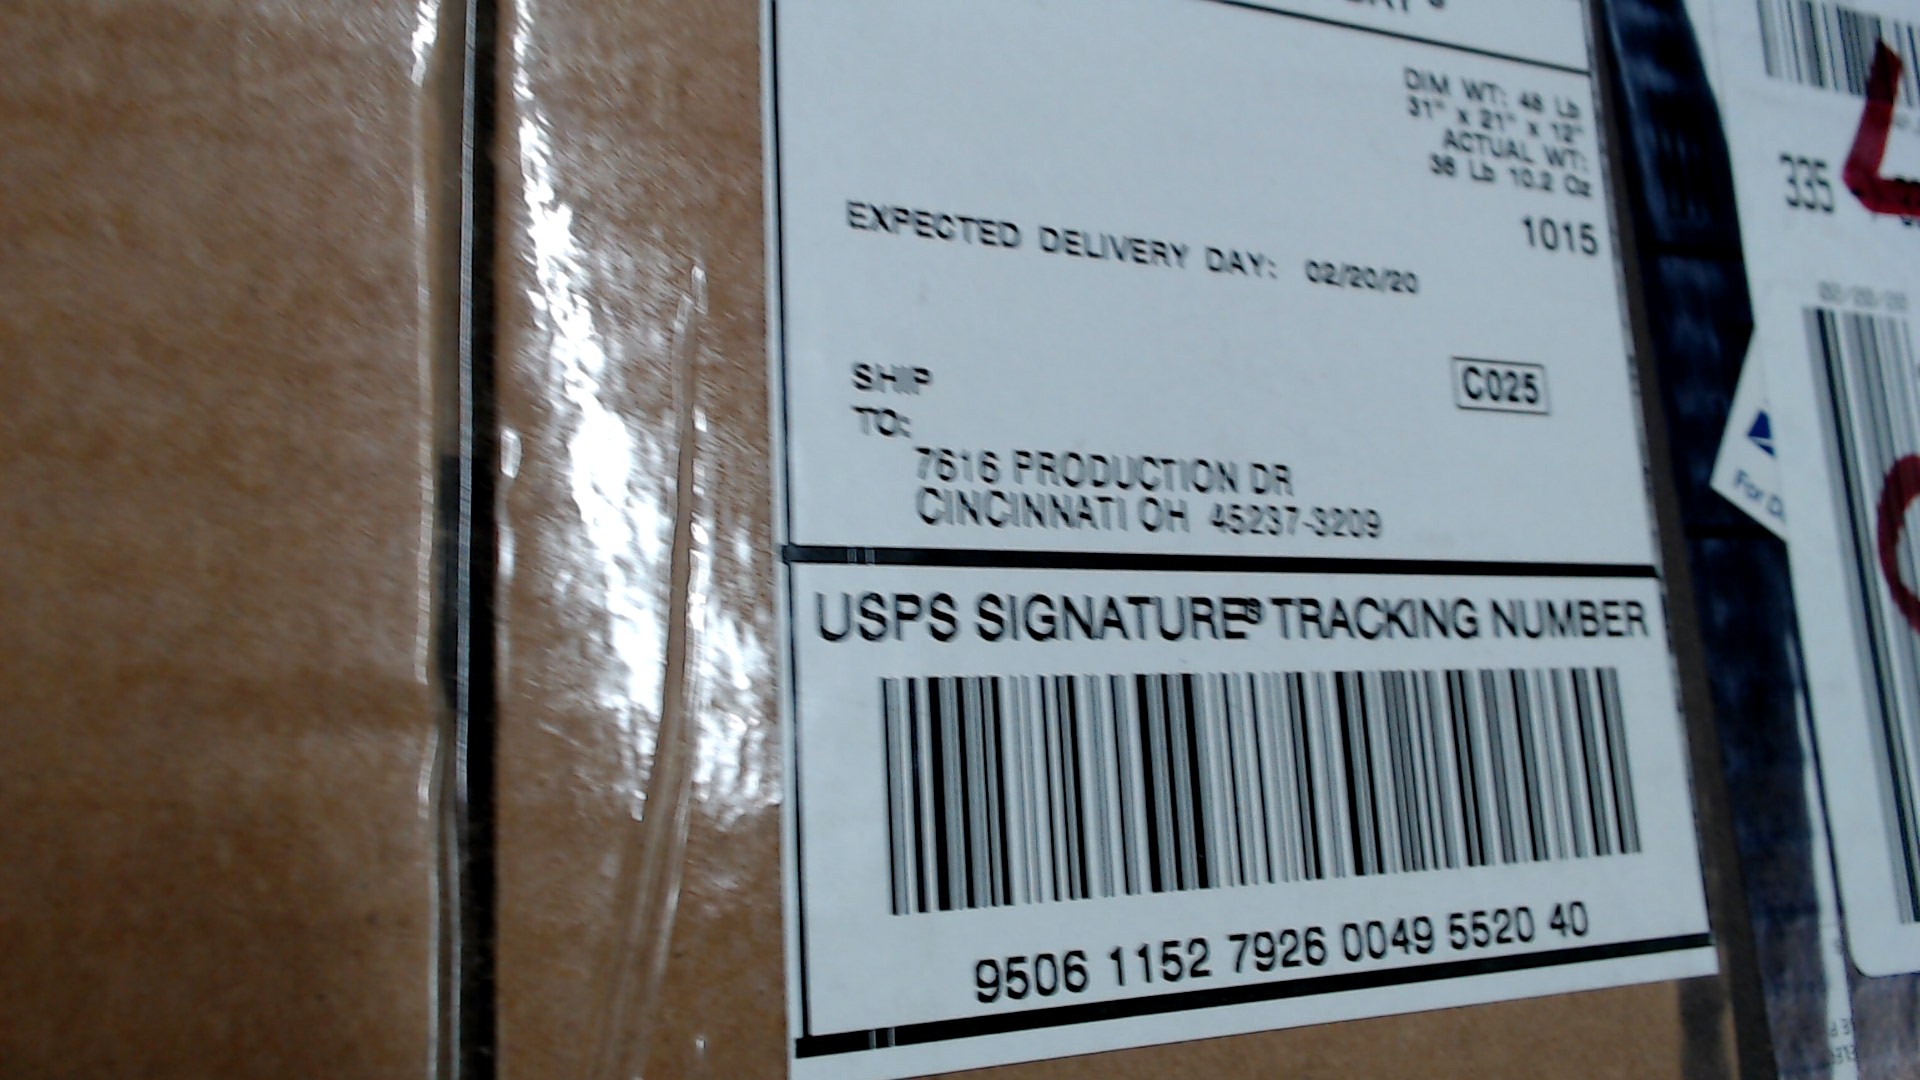 DIM WT: 48 Lb
31" x 21" x 12"
ACTUAL WT:
36 Lb 10.2 Oz
1015
EXPECTED DELIVERY DAY: 02/20/20
C025
SHIP
TO:
7616 PRODUCTION DR
CINCINNATI OH 45237-3209
USPS SIGNATURE® TRACKING NUMBER
9506 1152 7926 0049 5520 40
335
For D